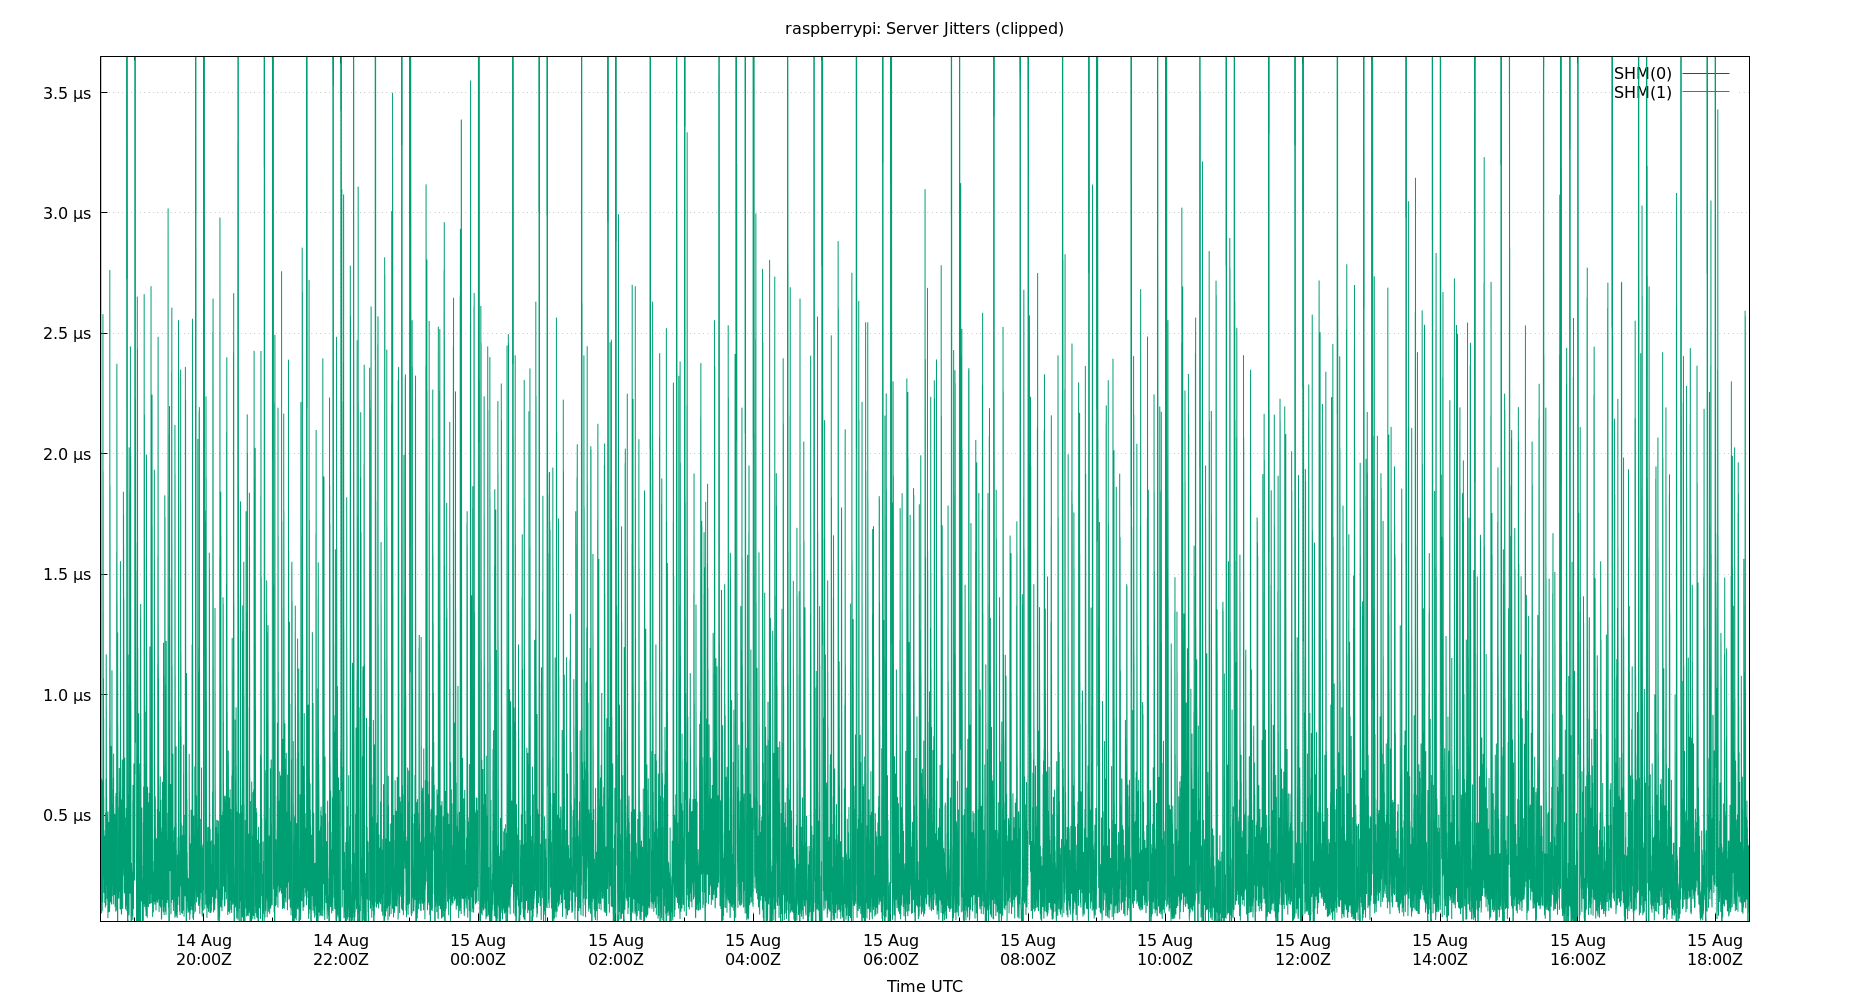 raspberrypi: Server Jitters (clipped)
SHM(0)
SHM(1)
3.5 µs
3.0 µs
2.5 µs
2.0 µs
1.5 µs
1.0 µs
0.5 µs
14 Aug 14 Aug 15 Aug 15 Aug 15 Aug 15 Aug 15 Aug 15 Aug 15 Aug 15 Aug 15 Aug 15 Aug
20:00Z 22:00Z 00:00Z 02:00Z 04:00Z 06:00Z 08:00Z 10:00Z 12:00Z 14:00Z 16:00Z 18:00Z
Time UTC